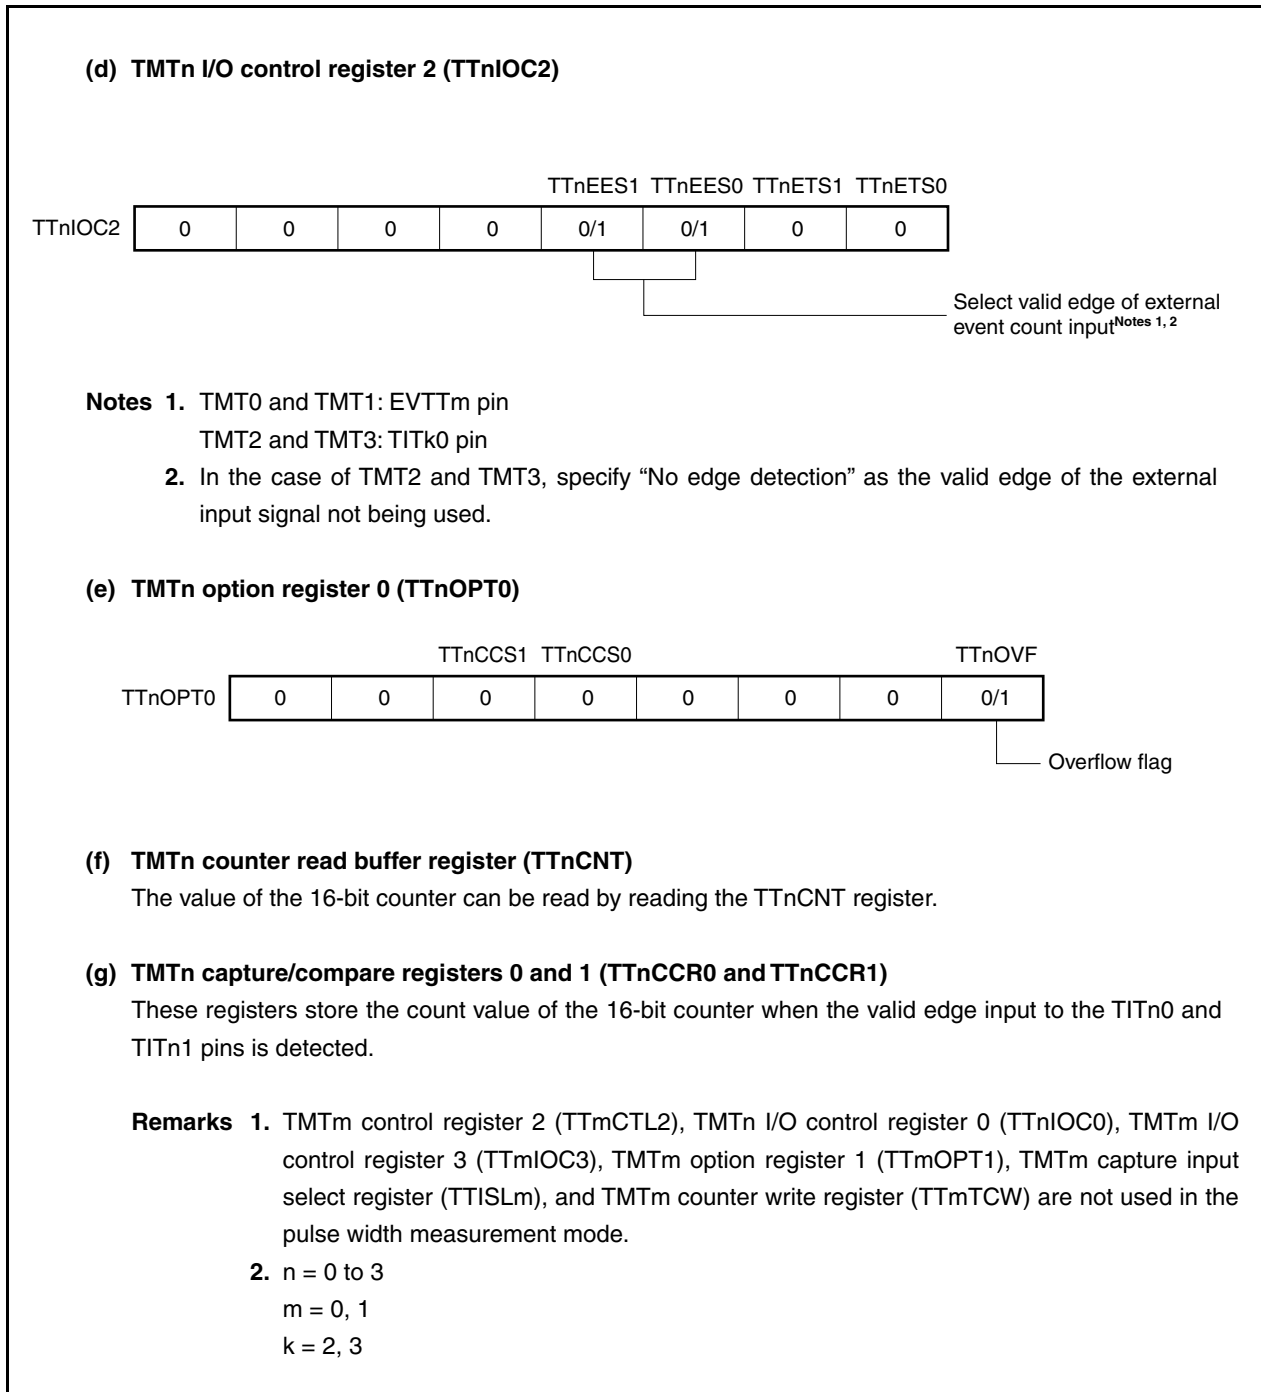 (d) TMTn I/O control register 2 (TTnIOC2)
TTnEES1 TTnEES0 TTnETS1 TTnETS0
TTnIOC2 0 0 0 0 0/1 0/1 0 0
Select valid edge of external
event count inputNotes 1, 2
Notes 1. TMT0 and TMT1: EVTTm pin
TMT2 and TMT3: TITk0 pin
2. In the case of TMT2 and TMT3, specify “No edge detection” as the valid edge of the external
input signal not being used.
(e) TMTn option register 0 (TTnOPT0)
TTnCCS1 TTnCCS0 TTnOVF
TTnOPT0 0 0 0 0 0 0 0 0/1
Overflow flag
(f) TMTn counter read buffer register (TTnCNT)
The value of the 16-bit counter can be read by reading the TTnCNT register.
(g) TMTn capture/compare registers 0 and 1 (TTnCCR0 and TTnCCR1)
These registers store the count value of the 16-bit counter when the valid edge input to the TITn0 and
TITn1 pins is detected.
Remarks 1. TMTm control register 2 (TTmCTL2), TMTn I/O control register 0 (TTnIOC0), TMTm I/O
control register 3 (TTmIOC3), TMTm option register 1 (TTmOPT1), TMTm capture input
select register (TTISLm), and TMTm counter write register (TTmTCW) are not used in the
pulse width measurement mode.
2. n = 0 to 3
m = 0, 1
k = 2, 3